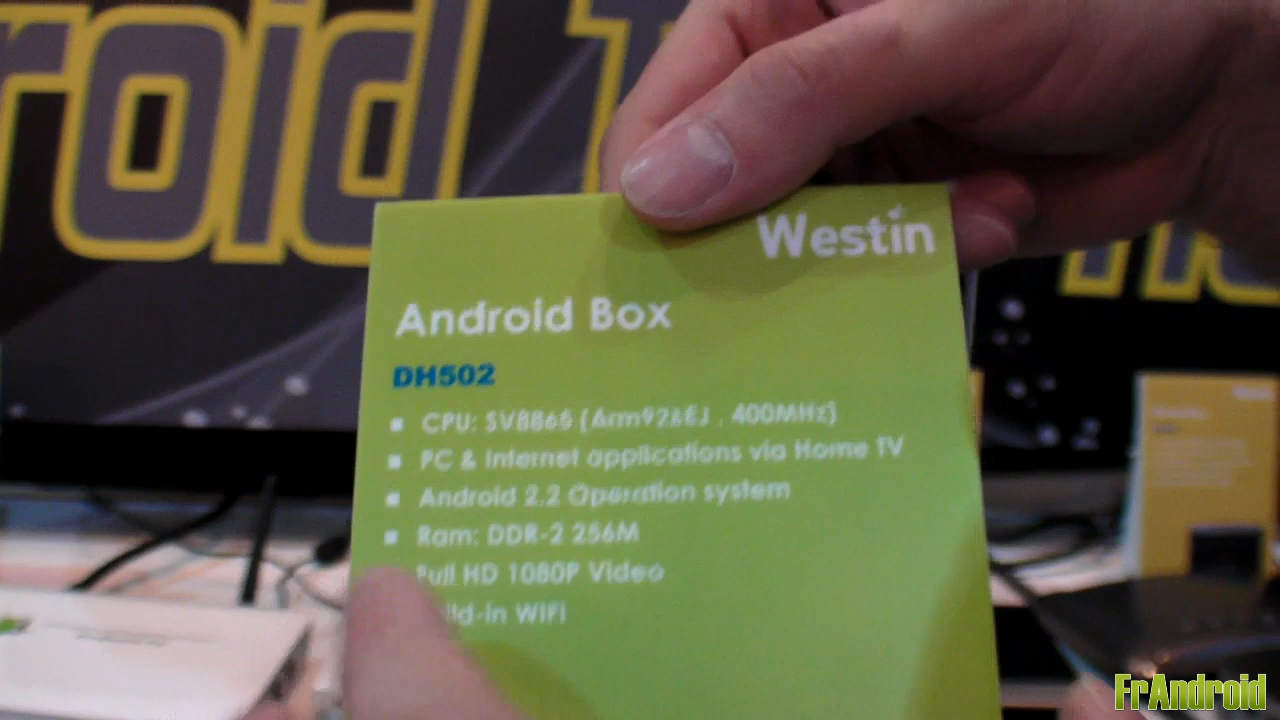 roid T
Westin
Android Box
DH502
▪ CPU: SV8865 (Arm926EJ , 400MHz)
▪ PC & Internet applications via Home TV
▪ Android 2.2 Operation system
▪ Ram: DDR-2 256M
Full HD 1080P Video
ild-in WiFi
FrAndroid